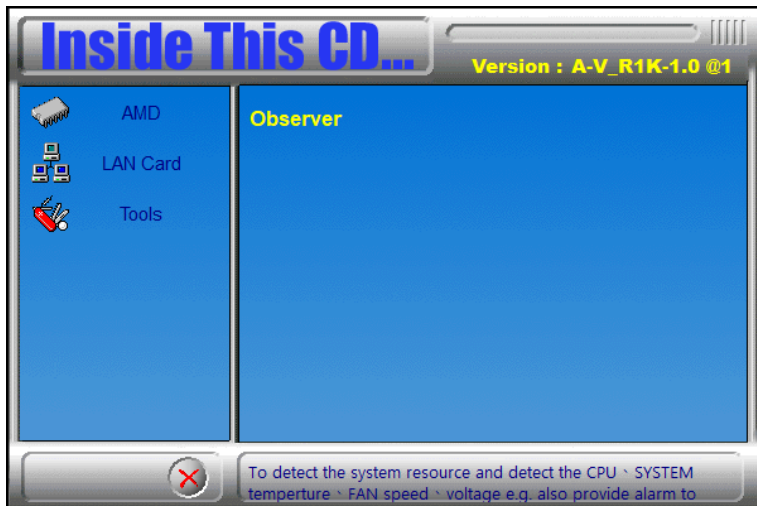 Inside This CD...
Version : A-V_R1K-1.0 @1
AMD
LAN Card
Tools
Observer
To detect the system resource and detect the CPU、SYSTEM
temperture、FAN speed、voltage e.g. also provide alarm to